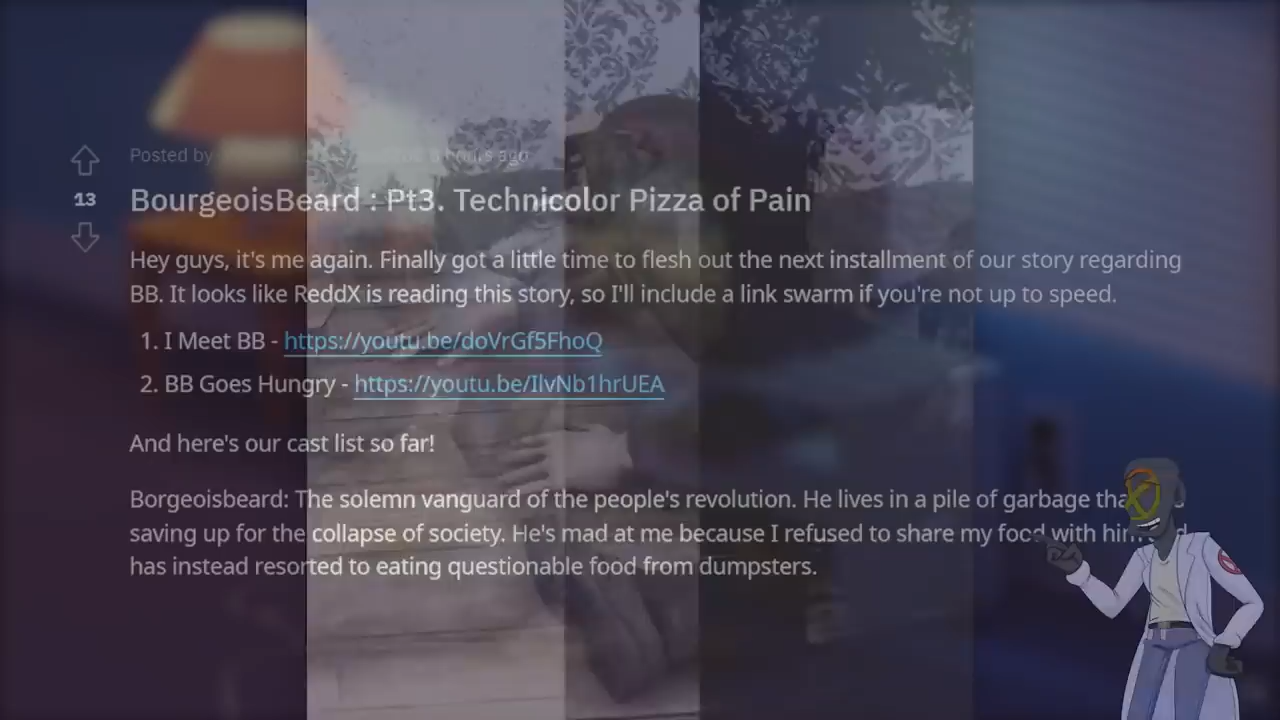 Posted by hours ago
13
BourgeoisBeard : Pt3. Technicolor Pizza of Pain
Hey guys, it's me again. Finally got a little time to flesh out the next installment of our story regarding
BB. It looks like ReddX is reading this story, so I'll include a link swarm if you're not up to speed.
1. I Meet BB - https://youtu.be/doVrGf5FhoQ
2. BB Goes Hungry - https://youtu.be/IlvNb1hrUEA
And here's our cast list so far!
Borgeoisbeard: The solemn vanguard of the people's revolution. He lives in a pile of garbage
saving up for the collapse of society. He's mad at me because I refused to share my food with
has instead resorted to eating questionable food from dumpsters.